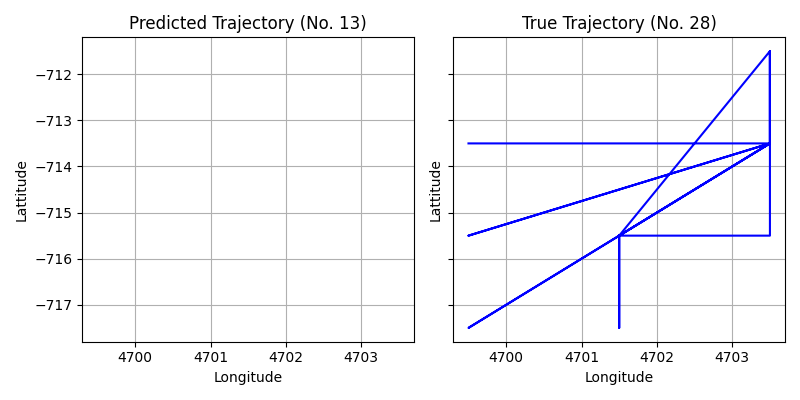 Predicted Trajectory (No. 13)
True Trajectory (No. 28)
−712
−713
−714
−715
−716
−717
Lattitude
Lattitude
4700 4701 4702 4703
4700 4701 4702 4703
Longitude
Longitude